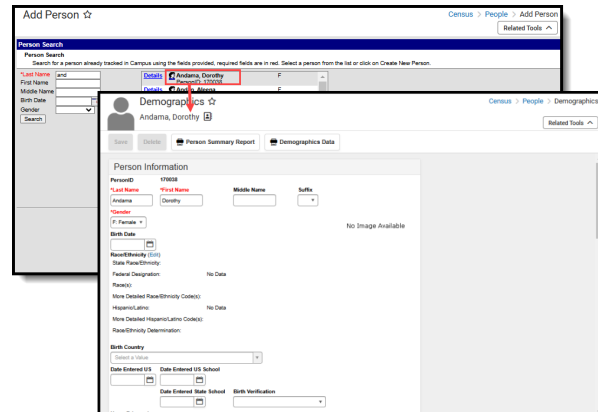 Add Person ☆
Census > People > Add Person
Related Tools ^
Person Search
Person Search
Search for a person already tracked in Campus using the fields provided, required fields are in red. Select a person from the list or click on Create New Person.
*Last Name and
First Name
Middle Name
Birth Date
Gender
Search
Details Andama, Dorothy F
PersonID: 170038
Details
Demographics ☆
Census > People > Demographics
Andama, Dorothy
Related Tools ^
Save Delete Person Summary Report Demographics Data
Person Information
PersonID 170038
*Last Name *First Name Middle Name Suffix
Andama Dorothy
*Gender
F: Female
No Image Available
Birth Date
Race/Ethnicity (Edit)
State Race/Ethnicity:
Federal Designation: No Data
Race(s):
More Detailed Race/Ethnicity Code(s):
Hispanic/Latino: No Data
More Detailed Hispanic/Latino Code(s):
Race/Ethnicity Determination:
Birth Country
Select a Value
Date Entered US Date Entered US School
Date Entered State School Birth Verification